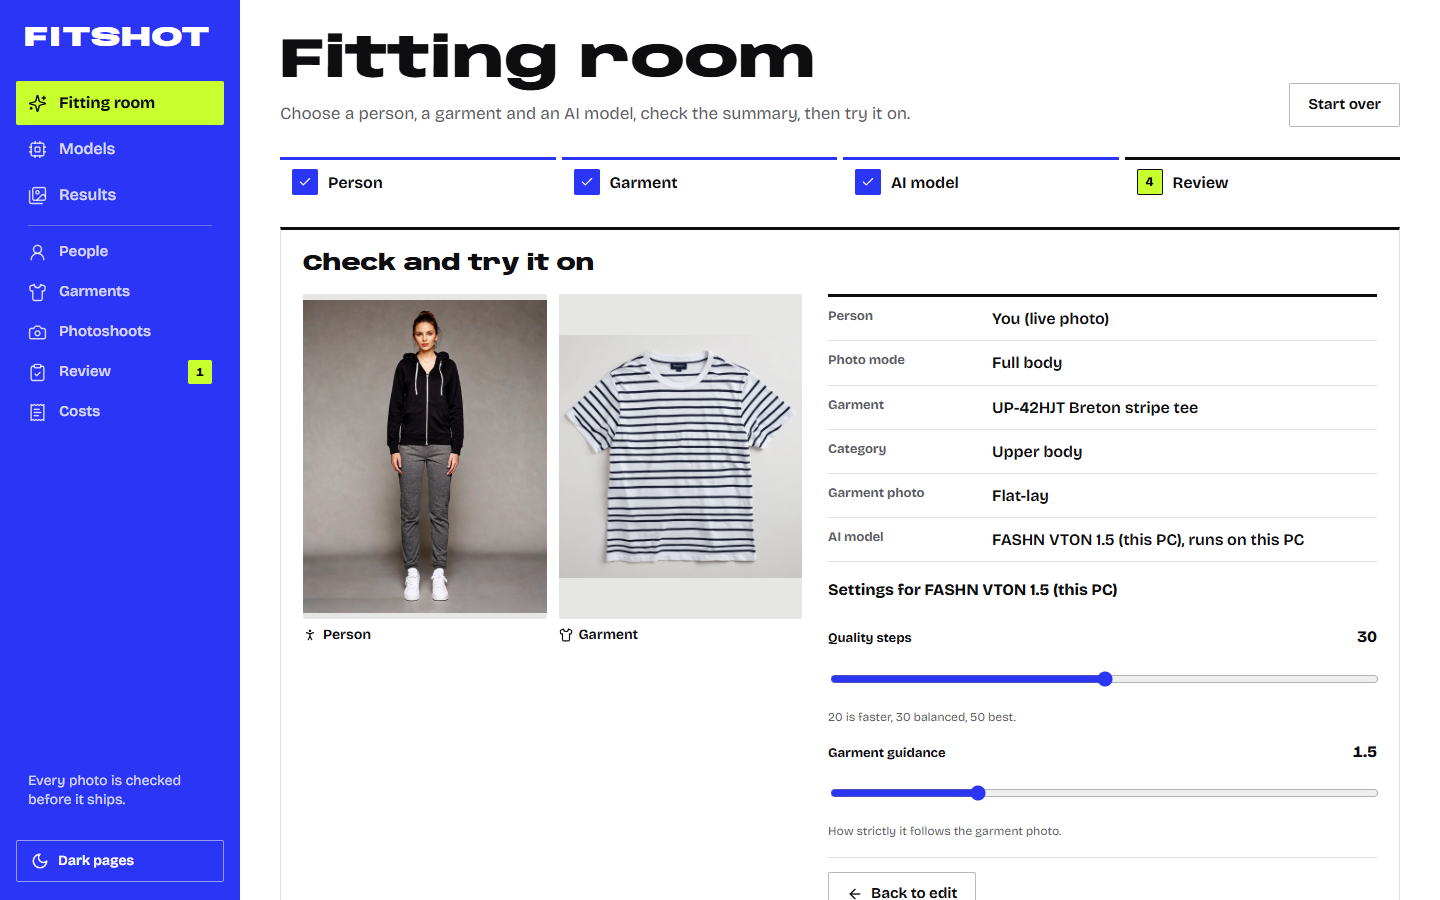 FITSHOT
Fitting room
Models
Results
People
Garments
Photoshoots
Review
1
Costs
Every photo is checked
before it ships.
Dark pages
Fitting room
Choose a person, a garment and an AI model, check the summary, then try it on.
Start over
Person
Garment
AI model
4
Review
Check and try it on
Person
Garment
Person
You (live photo)
Photo mode
Full body
Garment
UP-42HJT Breton stripe tee
Category
Upper body
Garment photo
Flat-lay
AI model
FASHN VTON 1.5 (this PC), runs on this PC
Settings for FASHN VTON 1.5 (this PC)
Quality steps
30
20 is faster, 30 balanced, 50 best.
Garment guidance
1.5
How strictly it follows the garment photo.
Back to edit